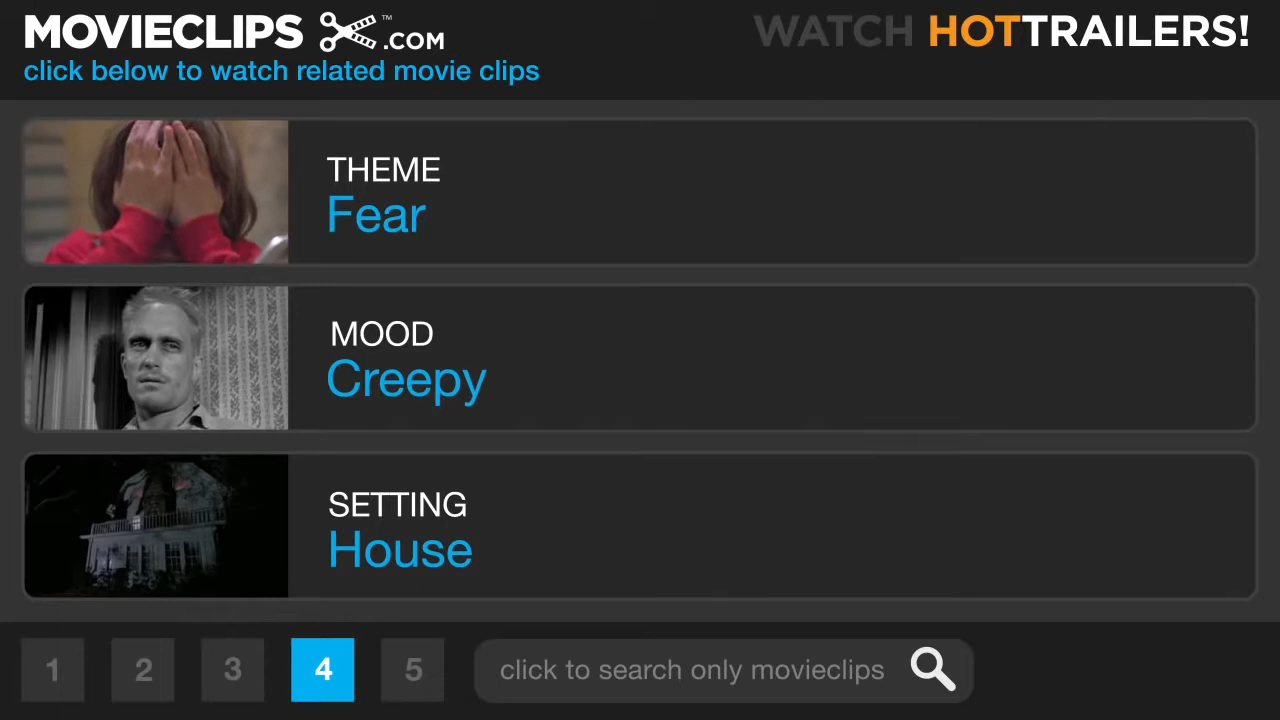 MOVIECLIPS ™.COM
WATCH HOTTRAILERS!
click below to watch related movie clips
THEME
Fear
MOOD
Creepy
SETTING
House
1 2 3 4 5
click to search only movieclips